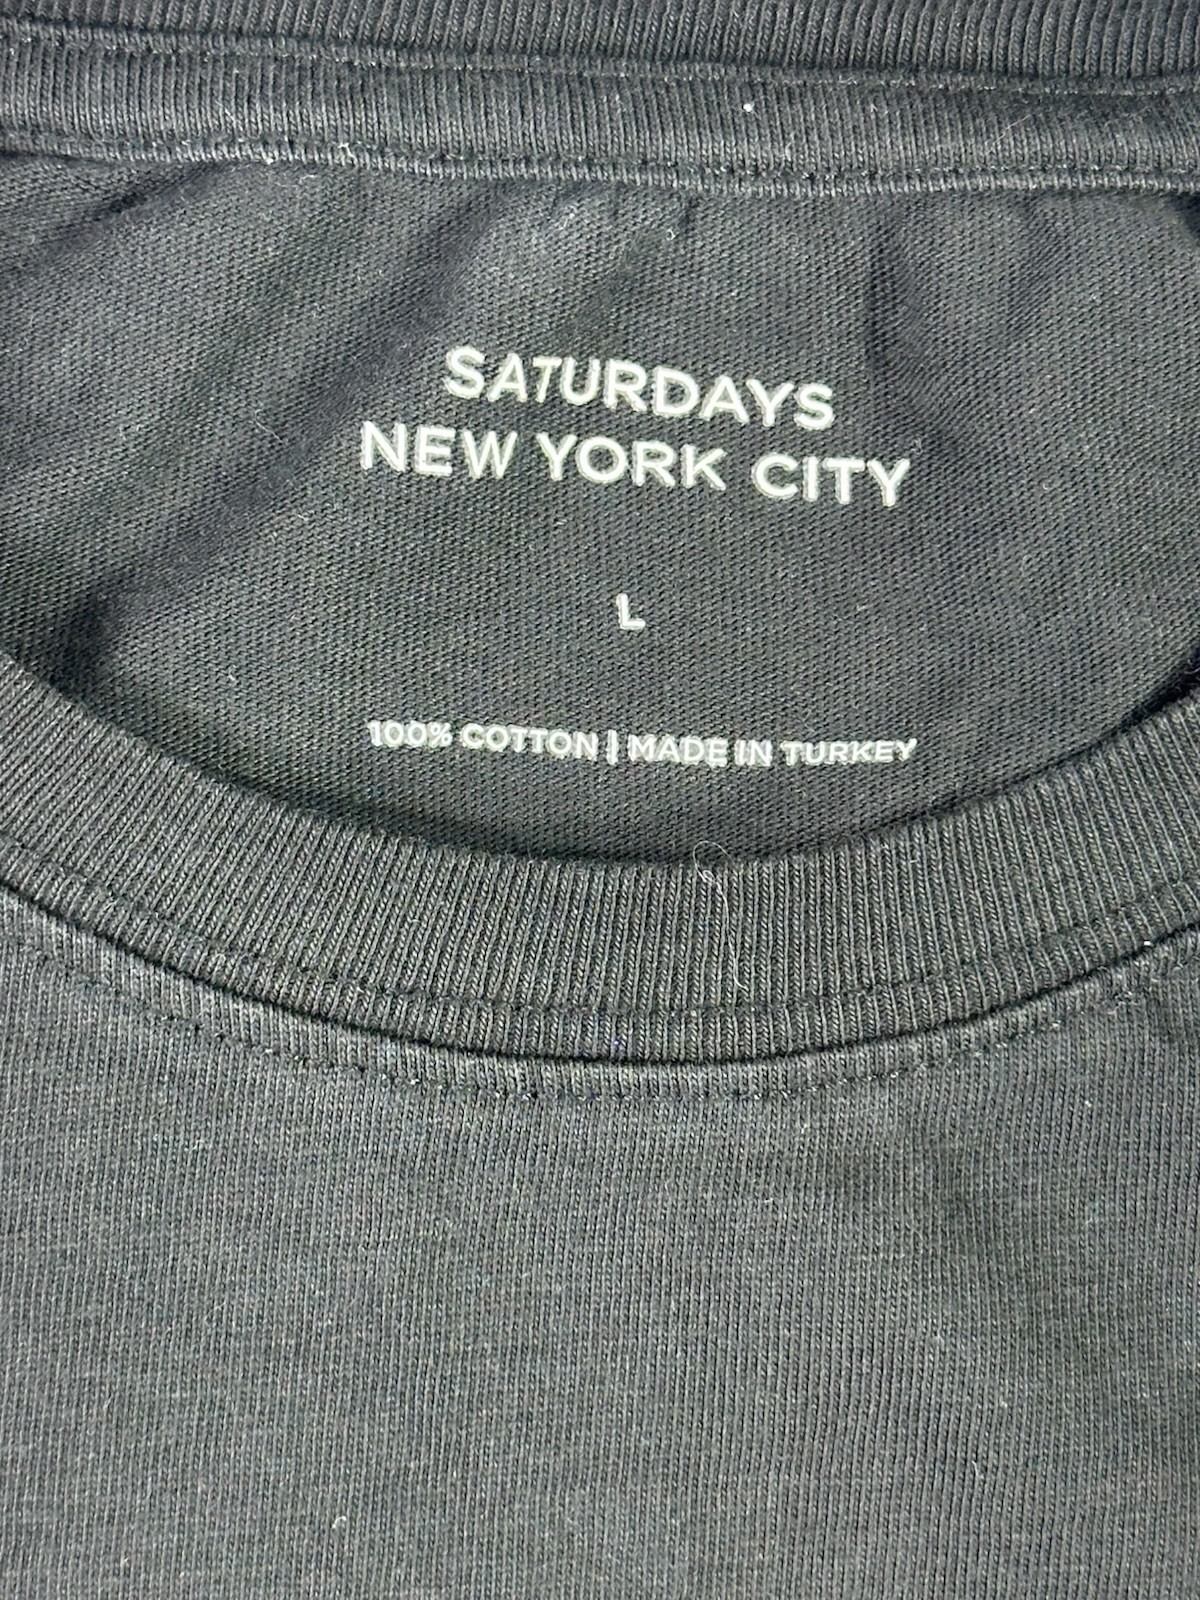 SATURDAYS
NEW YORK CITY
L
100% COTTON | MADE IN TURKEY